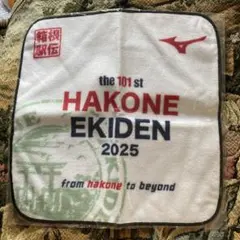 箱根
駅伝
the 101 st
HAKONE
EKIDEN
2025
from hakone to beyond